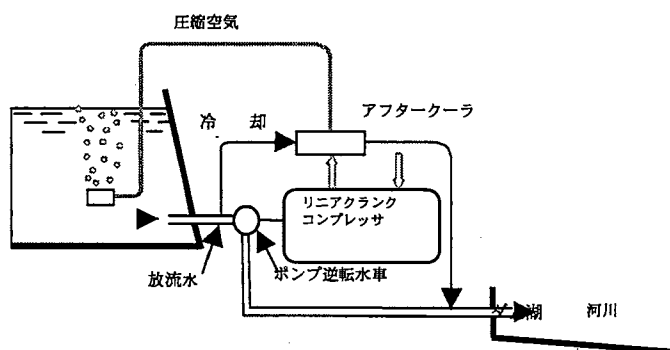 圧縮空気
冷 却
アフタークーラ
リニアクランク
コンプレッサ
放流水
ポンプ逆転水車
ダ 湖
河川